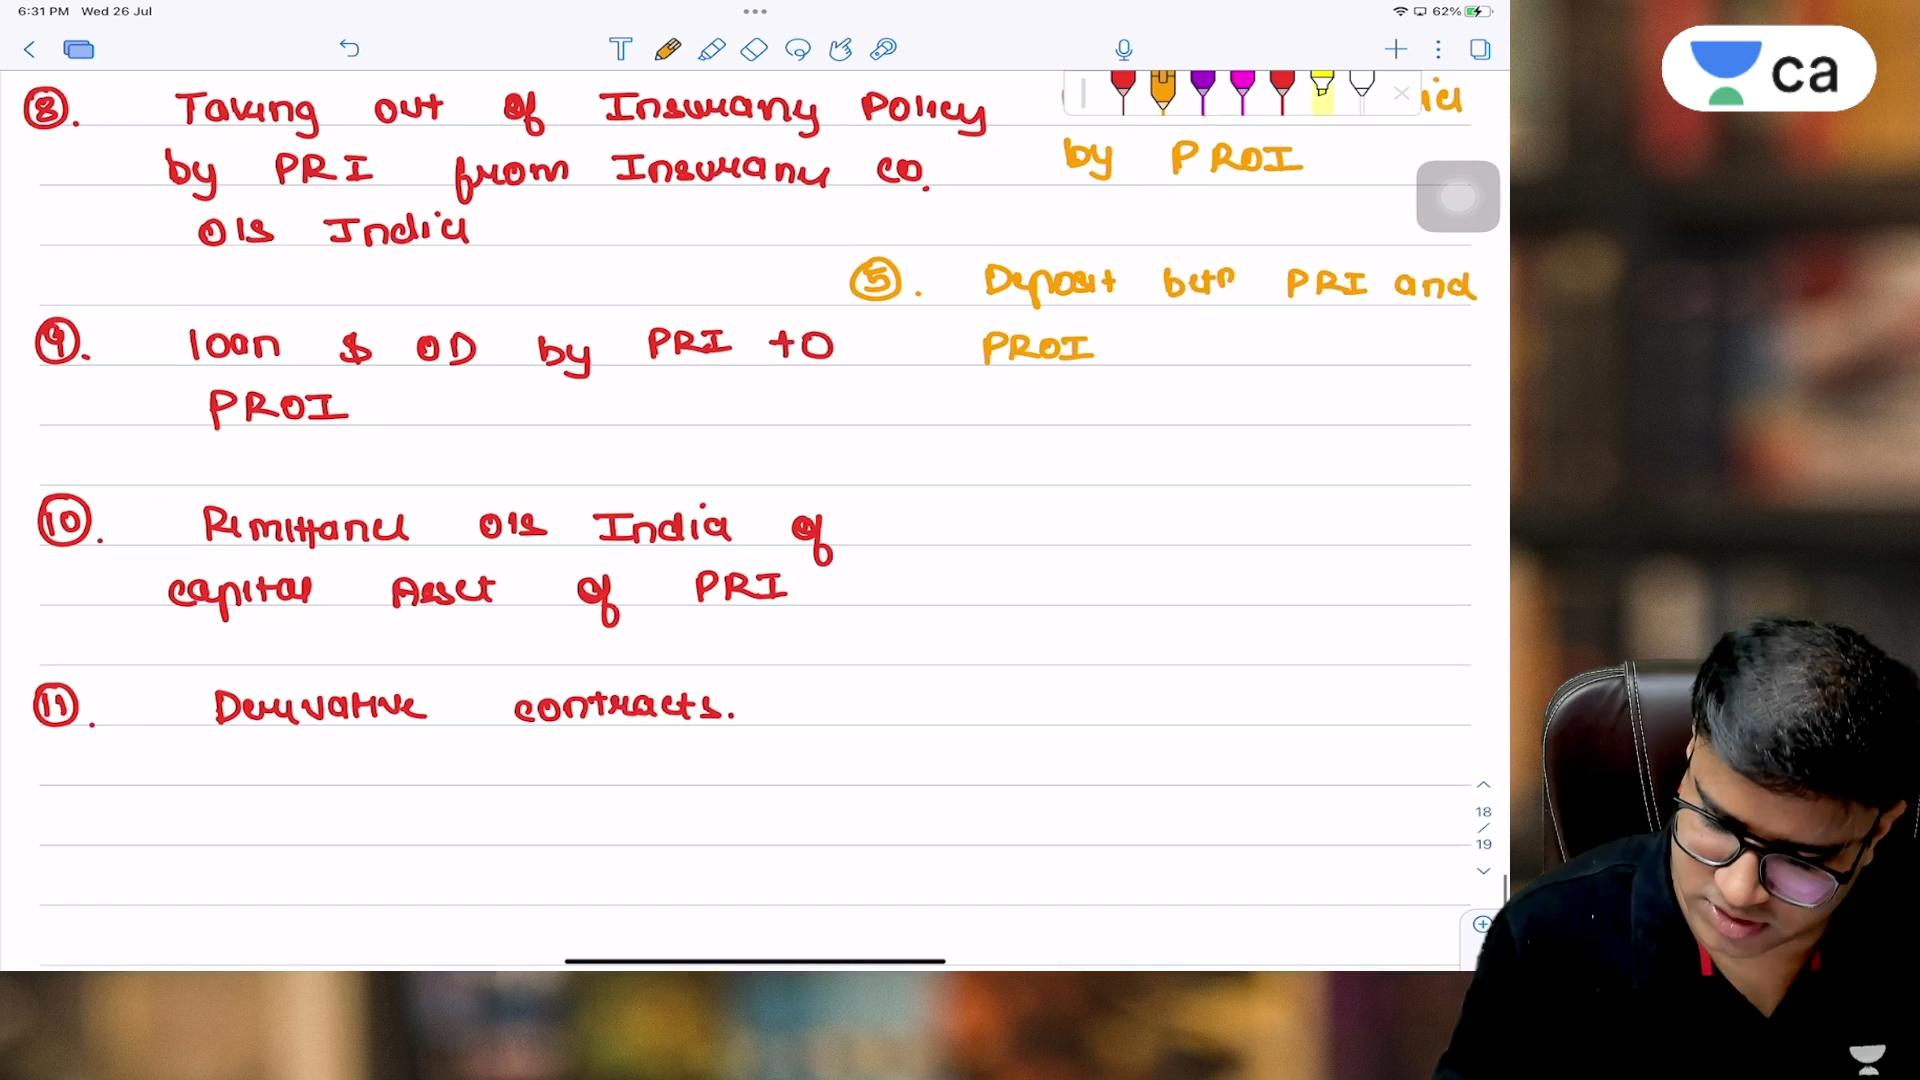 6:31 PM Wed 26 Jul
62%
ca
8. Taking out of Insurance Policy
by PRI from Insurance co.
o/s India
9. loan & OD by PRI to
PROI
10. Remittance o/s India of
capital Asset of PRI
11. Derivative contracts.
by PROI
5. Deposit betn PRI and
PROI
18
/
19